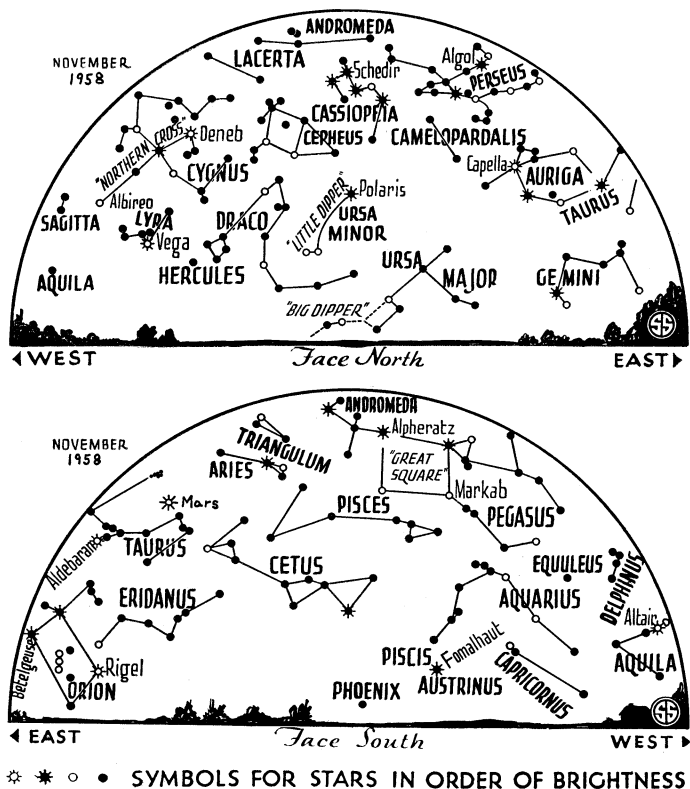 ANDROMEDA
NOVEMBER
1958
LACERTA
Schedir
Algol
PERSEUS
CASSIOPEIA
CEPHEUS
CAMELOPARDALIS
"NORTHERN CROSS"
Deneb
CYGNUS
Capella
AURIGA
TAURUS
Albireo
SAGITTA
LYRA
Vega
DRACO
"LITTLE DIPPER"
Polaris
URSA
MINOR
HERCULES
AQUILA
URSA
MAJOR
GEMINI
"BIG DIPPER"
SS
WEST
Face North
EAST
NOVEMBER
1958
ANDROMEDA
Alpheratz
TRIANGULUM
ARIES
"GREAT
SQUARE"
Markab
PEGASUS
Mars
PISCES
Aldebaran
TAURUS
CETUS
EQUULEUS
DELPHINUS
ERIDANUS
AQUARIUS
Altair
AQUILA
Betelgeuse
Rigel
ORION
PISCIS
AUSTRINUS
Fomalhaut
CAPRICORNUS
PHOENIX
SS
EAST
Face South
WEST
SYMBOLS FOR STARS IN ORDER OF BRIGHTNESS